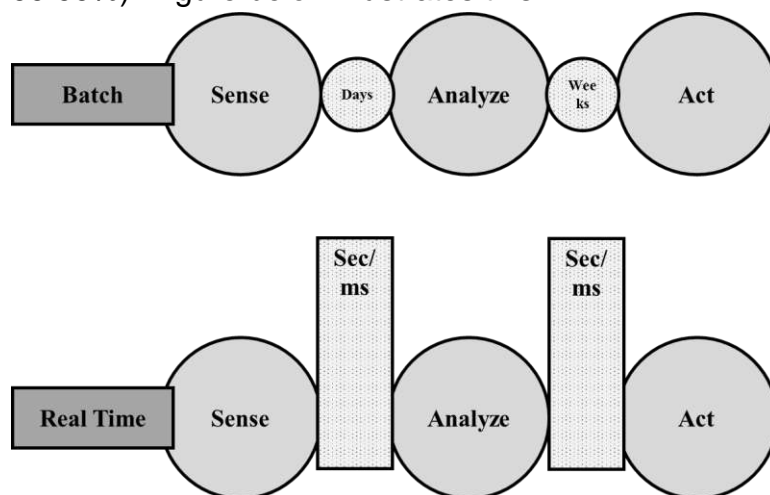 Batch
Sense
Days
Analyze
Wee
ks
Act
Sec/
ms
Sec/
ms
Real Time
Sense
Analyze
Act